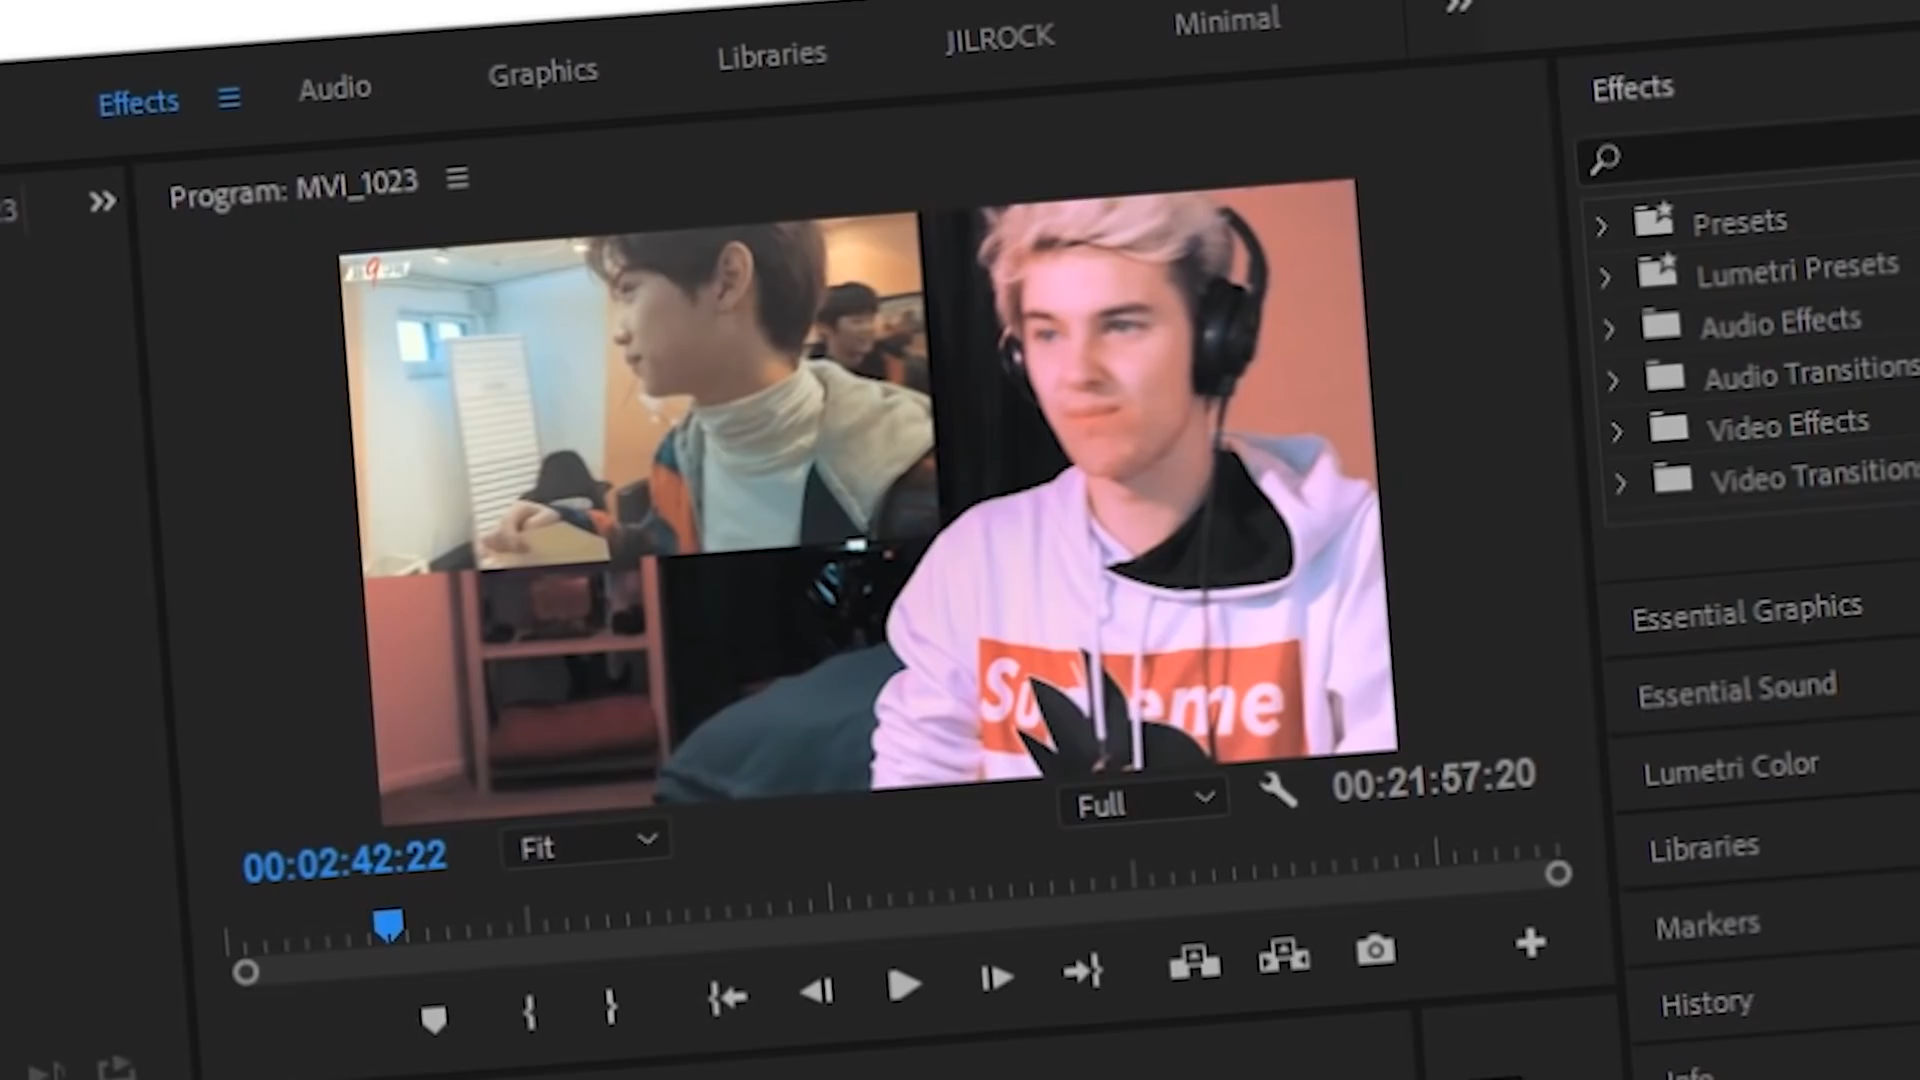 Effects
Audio
Graphics
Libraries
JILROCK
Minimal
Program: MVI_1023
Effects
Presets
Lumetri Presets
Audio Effects
Audio Transitions
Video Effects
Video Transitions
Essential Graphics
Essential Sound
Lumetri Color
Libraries
Markers
History
Info
00:02:42:22
Fit
Full
00:21:57:20